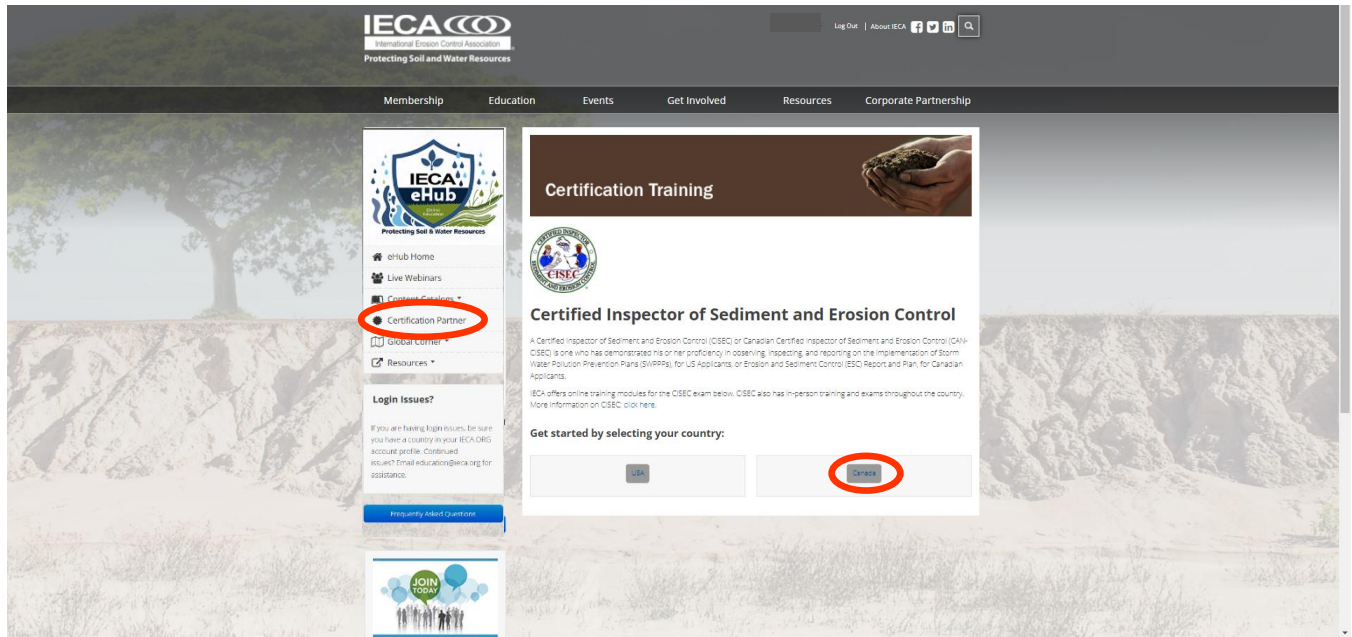 IECA
International Erosion Control Association
Protecting Soil and Water Resources
Log Out | About IECA
Membership Education Events Get Involved Resources Corporate Partnership
IECA
eHub
Online
Education
Protecting Soil & Water Resources
eHub Home
Live Webinars
Content Catalogs
Certification Partner
Global Corner
Resources
Login Issues?
If you are having login issues, be sure
you have a country in your IECA.ORG
account profile. Continued
issues? Email education@ieca.org for
assistance.
Frequently Asked Questions
JOIN
TODAY
Certification Training
CERTIFIED INSPECTOR
CISEC
SEDIMENT AND EROSION CONTROL
Certified Inspector of Sediment and Erosion Control
A Certified Inspector of Sediment and Erosion Control (CISEC) or Canadian Certified Inspector of Sediment and Erosion Control (CAN-
CISEC) is one who has demonstrated his or her proficiency in observing, inspecting, and reporting on the implementation of Storm
Water Pollution Prevention Plans (SWPPPs), for US Applicants, or Erosion and Sediment Control (ESC) Report and Plan, for Canadian
Applicants.
IECA offers online training modules for the CISEC exam below. CISEC also has in-person training and exams throughout the country.
More information on CISEC: click here.
Get started by selecting your country:
USA
Canada